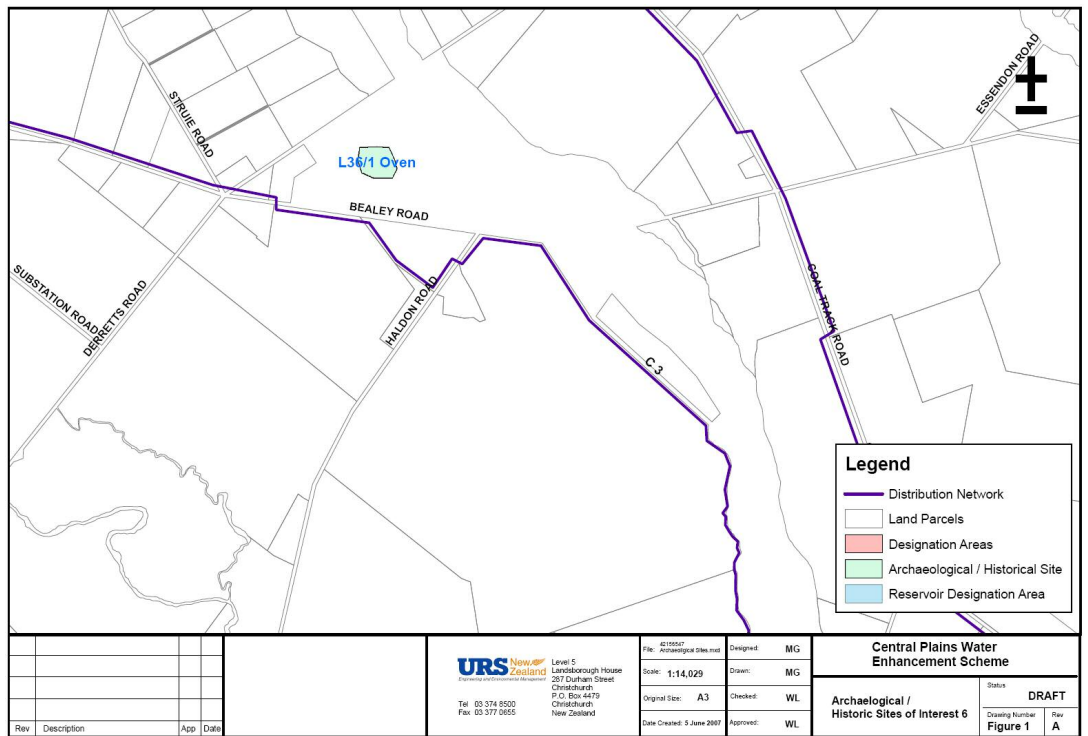 ESSENDON ROAD
STRUIE ROAD
L36/1 Oven
BEALEY ROAD
SUBSTATION ROAD
DERRETTS ROAD
HALDON ROAD
COAL TRACK ROAD
C 3
Legend
Distribution Network
Land Parcels
Designation Areas
Archaeological / Historical Site
Reservoir Designation Area
Rev Description App Date
URS New Zealand
Engineering and Environmental Management
Level 5
Landsborough House
287 Durham Street
Christchurch
P.O. Box 4479
Christchurch
New Zealand
Tel 03 374 8500
Fax 03 377 0655
File: 42156547
Archaeoligical Sites.mxd
Scale: 1:14,029
Original Size: A3
Date Created: 5 June 2007
Designed: MG
Drawn: MG
Checked: WL
Approved: WL
Central Plains Water
Enhancement Scheme
Archaelogical /
Historic Sites of Interest 6
Status
DRAFT
Drawing Number
Figure 1
Rev
A